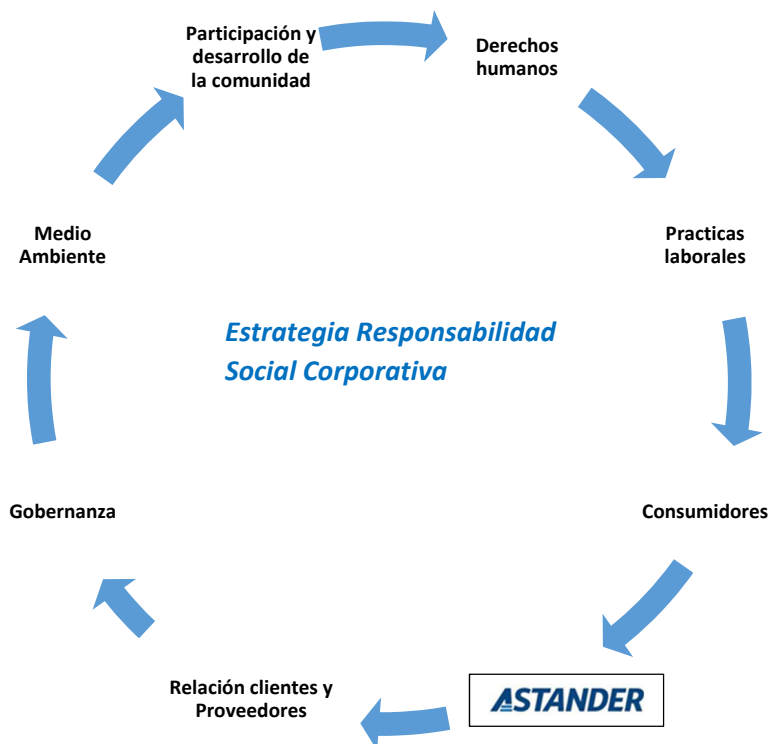 Participación y
desarrollo de
la comunidad
Derechos
humanos
Practicas
laborales
Consumidores
ASTANDER
Relación clientes y
Proveedores
Gobernanza
Medio
Ambiente
Estrategia Responsabilidad
Social Corporativa